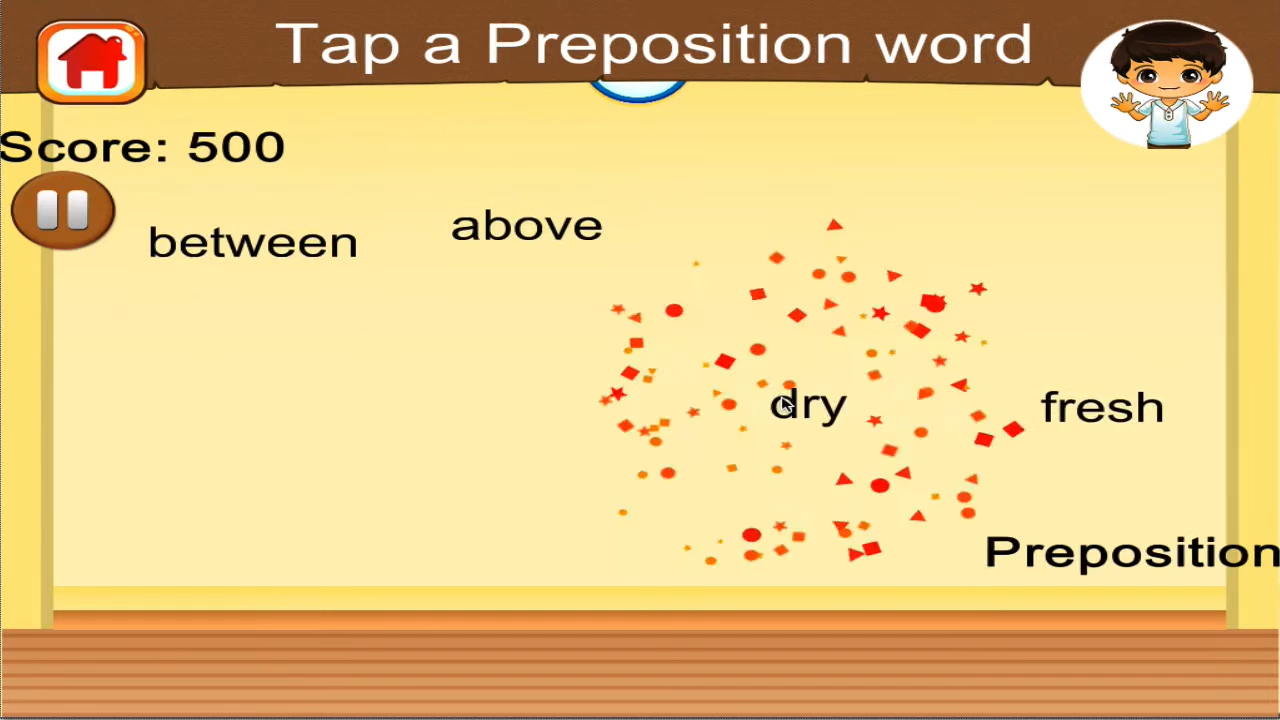 Tap a Preposition word
Score: 500
between
above
dry
fresh
Preposition